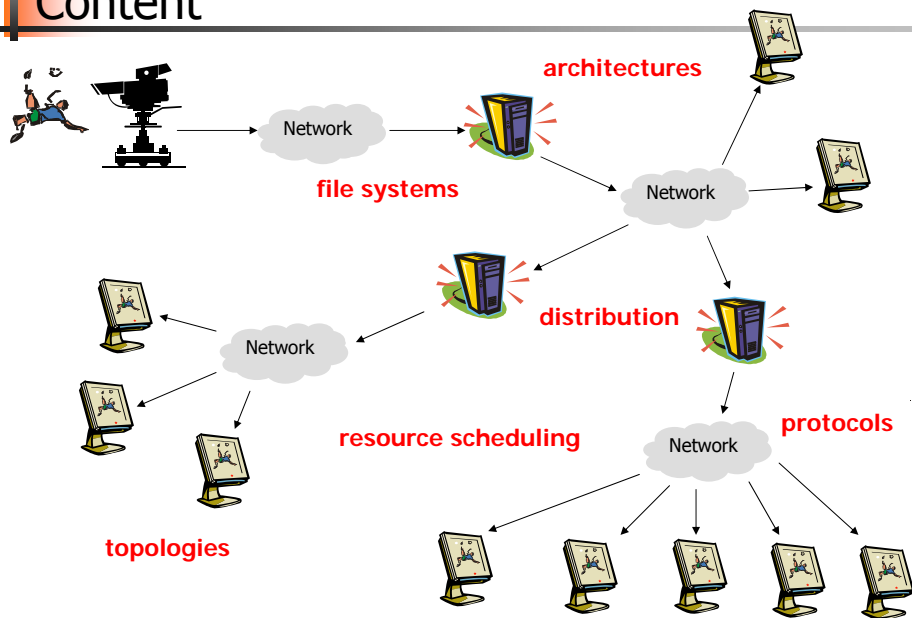 Content
architectures
Network
file systems
Network
distribution
Network
resource scheduling
protocols
Network
topologies